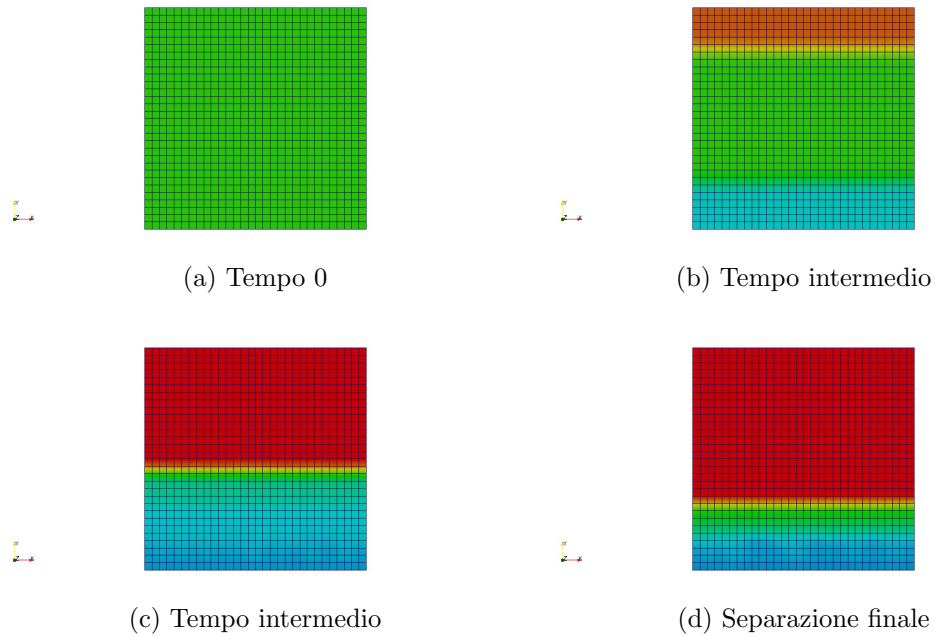 (a) Tempo 0
(b) Tempo intermedio
(c) Tempo intermedio
(d) Separazione finale